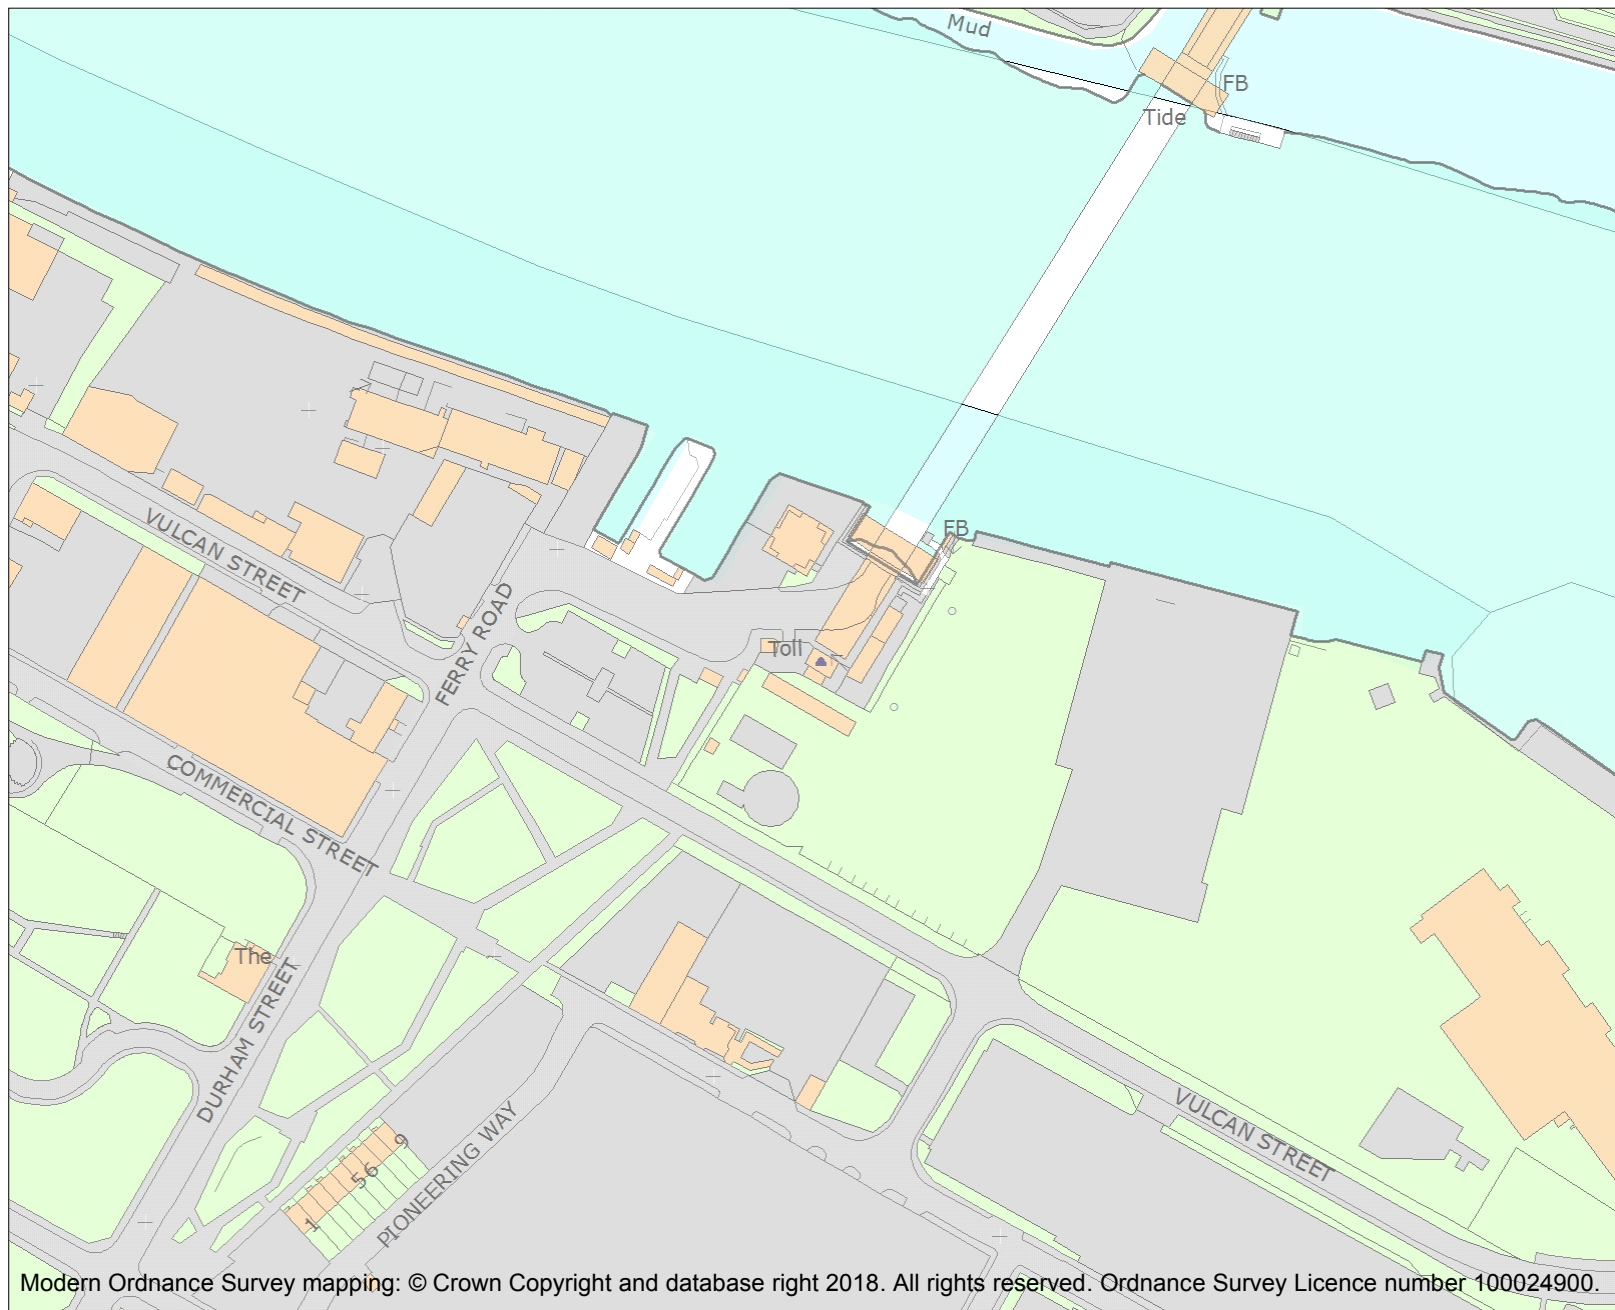 Mud
FB
Tide
VULCAN STREET
FB
FERRY ROAD
Toll
COMMERCIAL STREET
The
DURHAM STREET
VULCAN STREET
PIONEERING WAY
9
56
1
Modern Ordnance Survey mapping: © Crown Copyright and database right 2018. All rights reserved. Ordnance Survey Licence number 100024900.